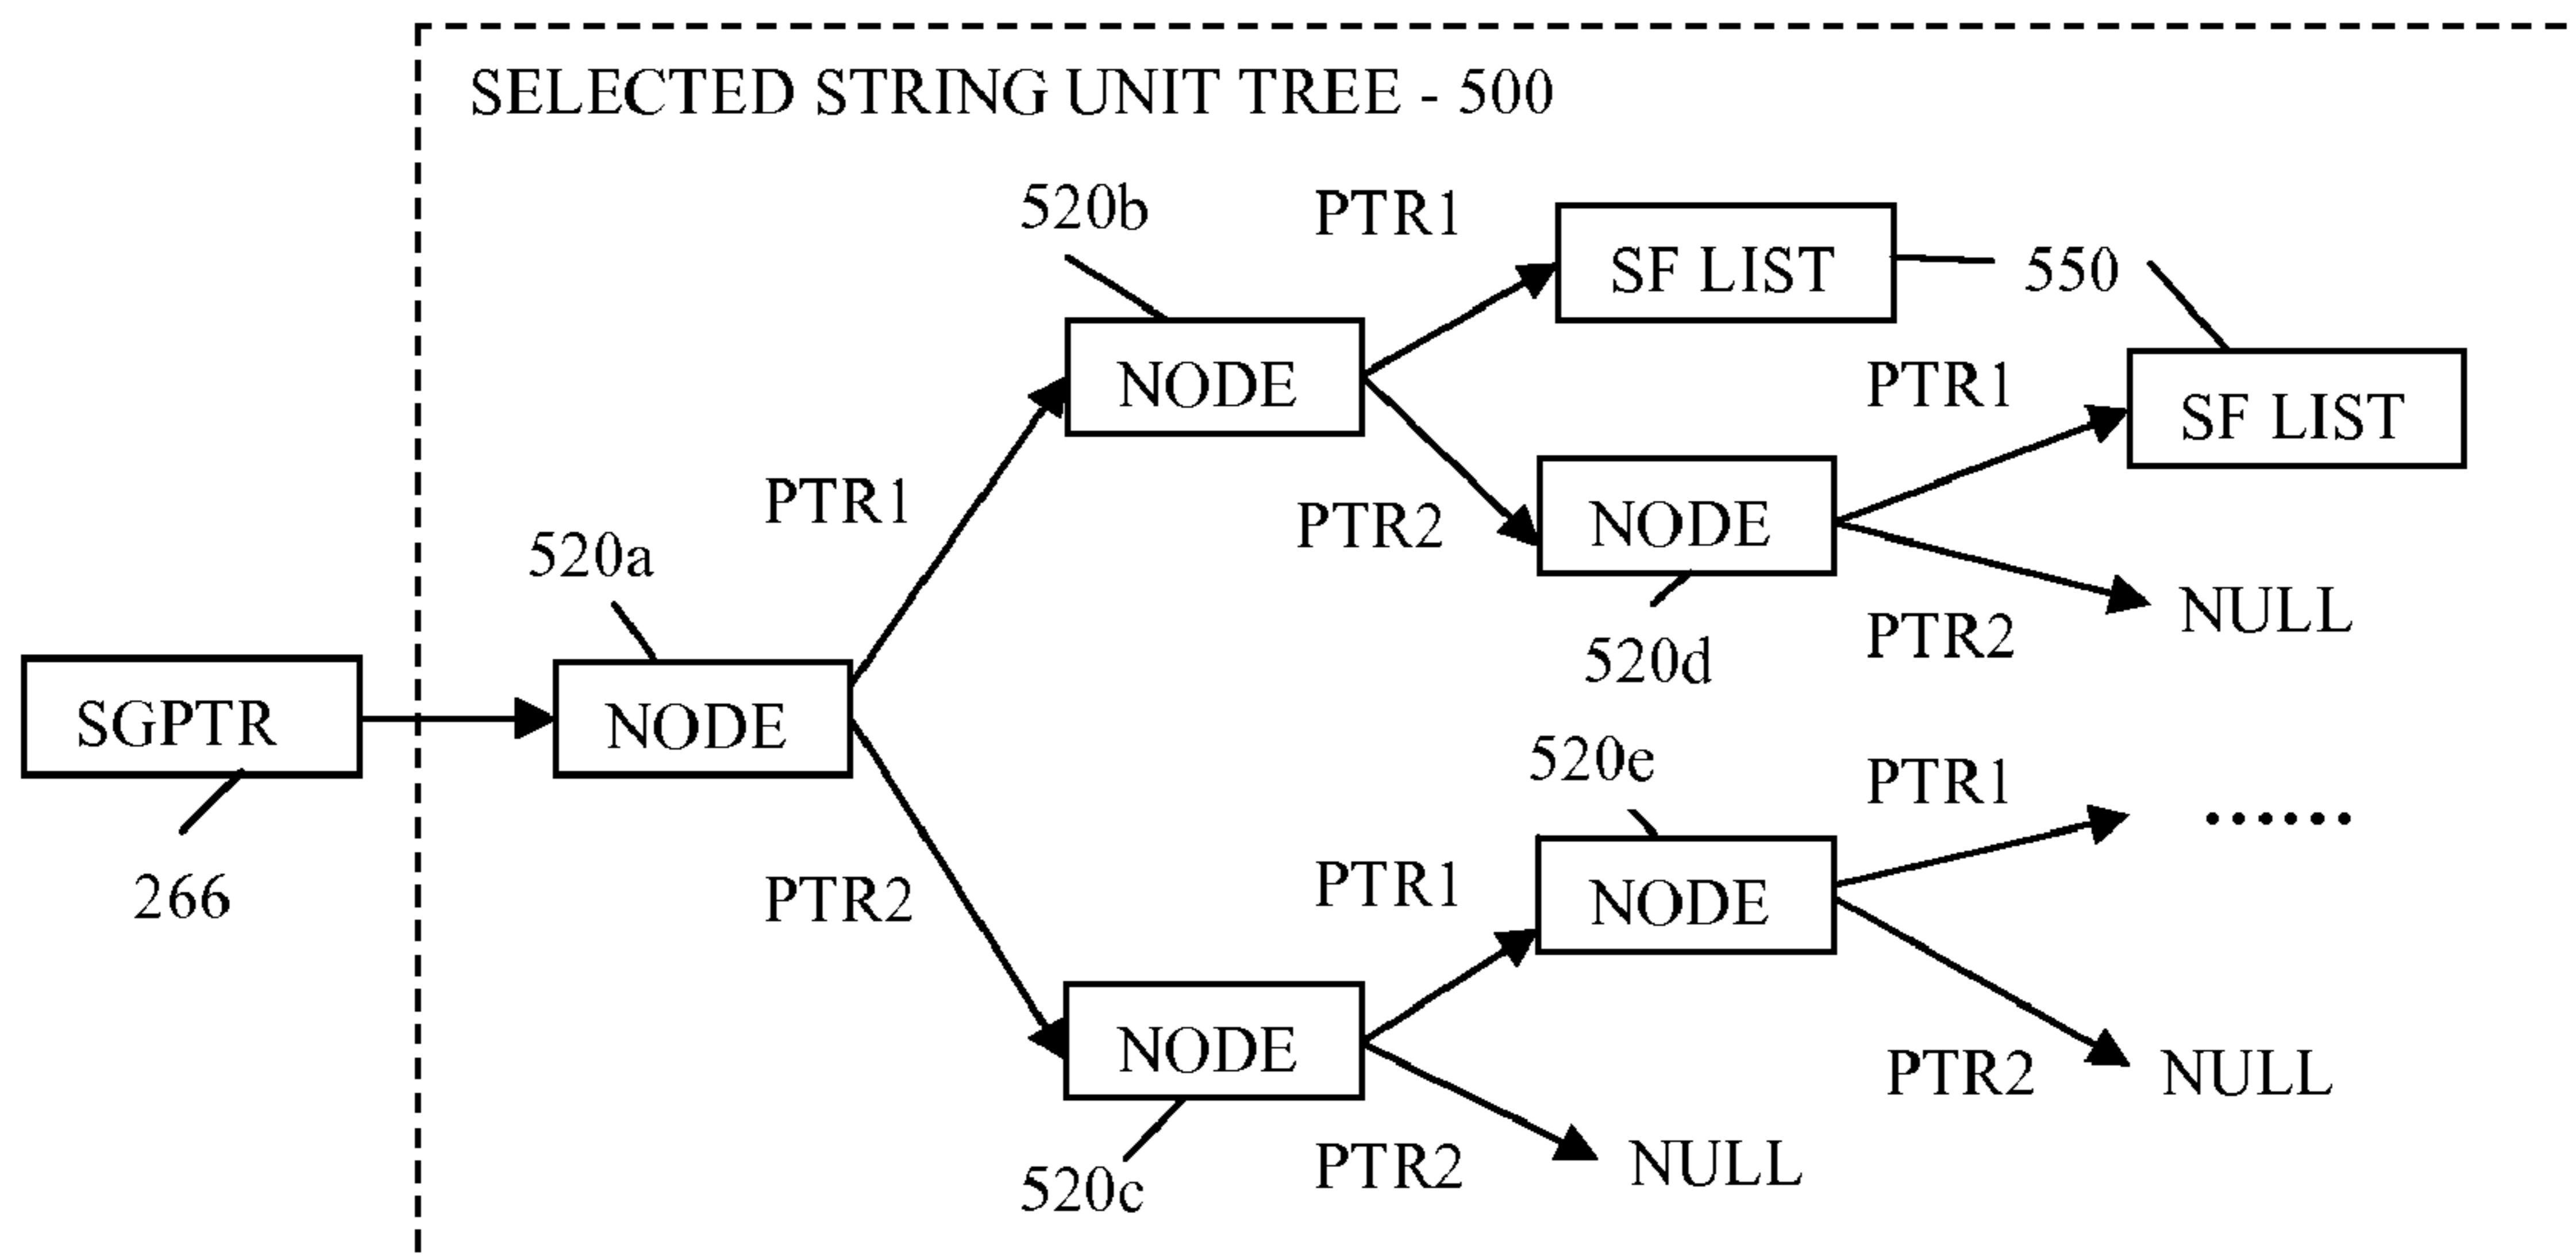 SELECTED STRING UNIT TREE - 500
520b
PTR1
SF LIST
550
NODE
PTR1
SF LIST
PTR1
PTR2
NODE
520a
NULL
PTR2
520d
SGPTR
NODE
520e
PTR1
......
266
PTR2
PTR1
NODE
NODE
PTR2
NULL
520c
PTR2
NULL